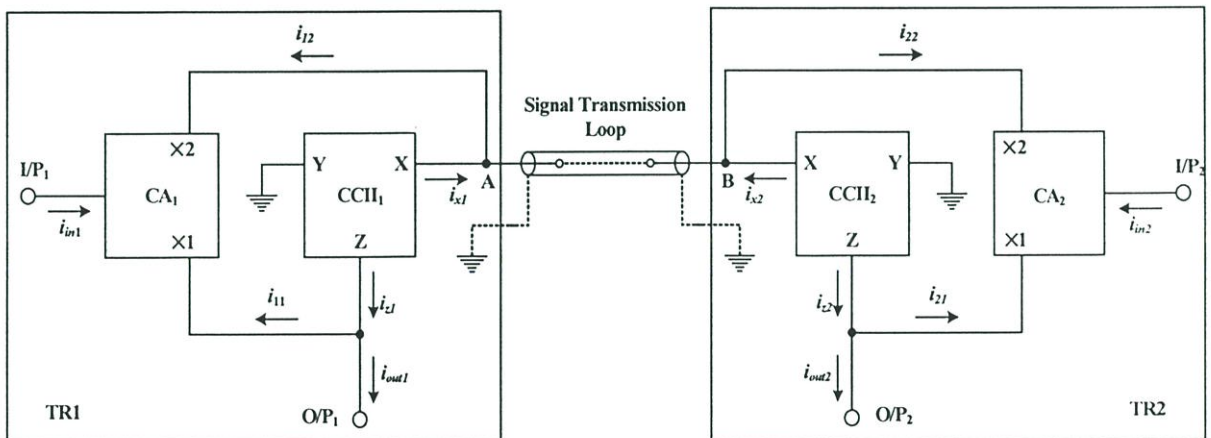 i12
i22
Signal Transmission
Loop
×2
Y
X
A
B
X
Y
×2
I/P1
I/P2
CA1
CCII1
ix1
ix2
CCII2
CA2
iin1
iin2
×1
Z
Z
×1
i11
iz1
iz2
i21
iout1
iout2
TR1
O/P1
O/P2
TR2